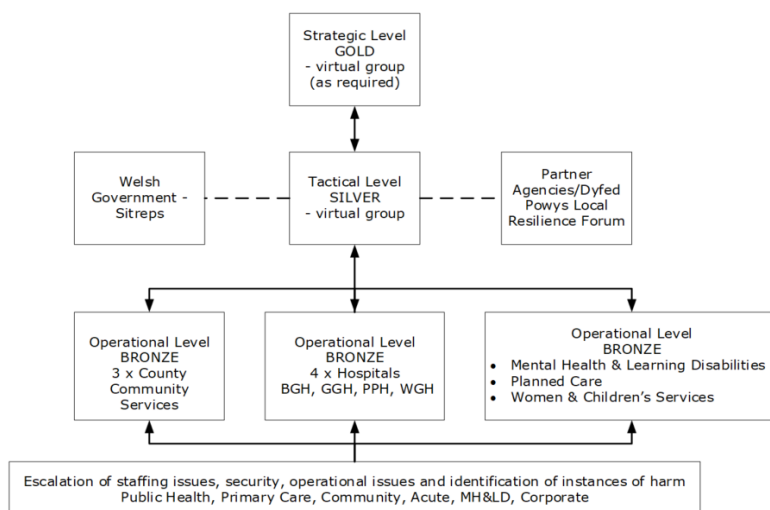 Strategic Level
GOLD
- virtual group
(as required)
Welsh
Government -
Sitreps
Tactical Level
SILVER
- virtual group
Partner
Agencies/Dyfed
Powys Local
Resilience Forum
Operational Level
BRONZE
3 x County
Community
Services
Operational Level
BRONZE
4 x Hospitals
BGH, GGH, PPH, WGH
Operational Level
BRONZE
• Mental Health & Learning Disabilities
• Planned Care
• Women & Children's Services
Escalation of staffing issues, security, operational issues and identification of instances of harm
Public Health, Primary Care, Community, Acute, MH&LD, Corporate